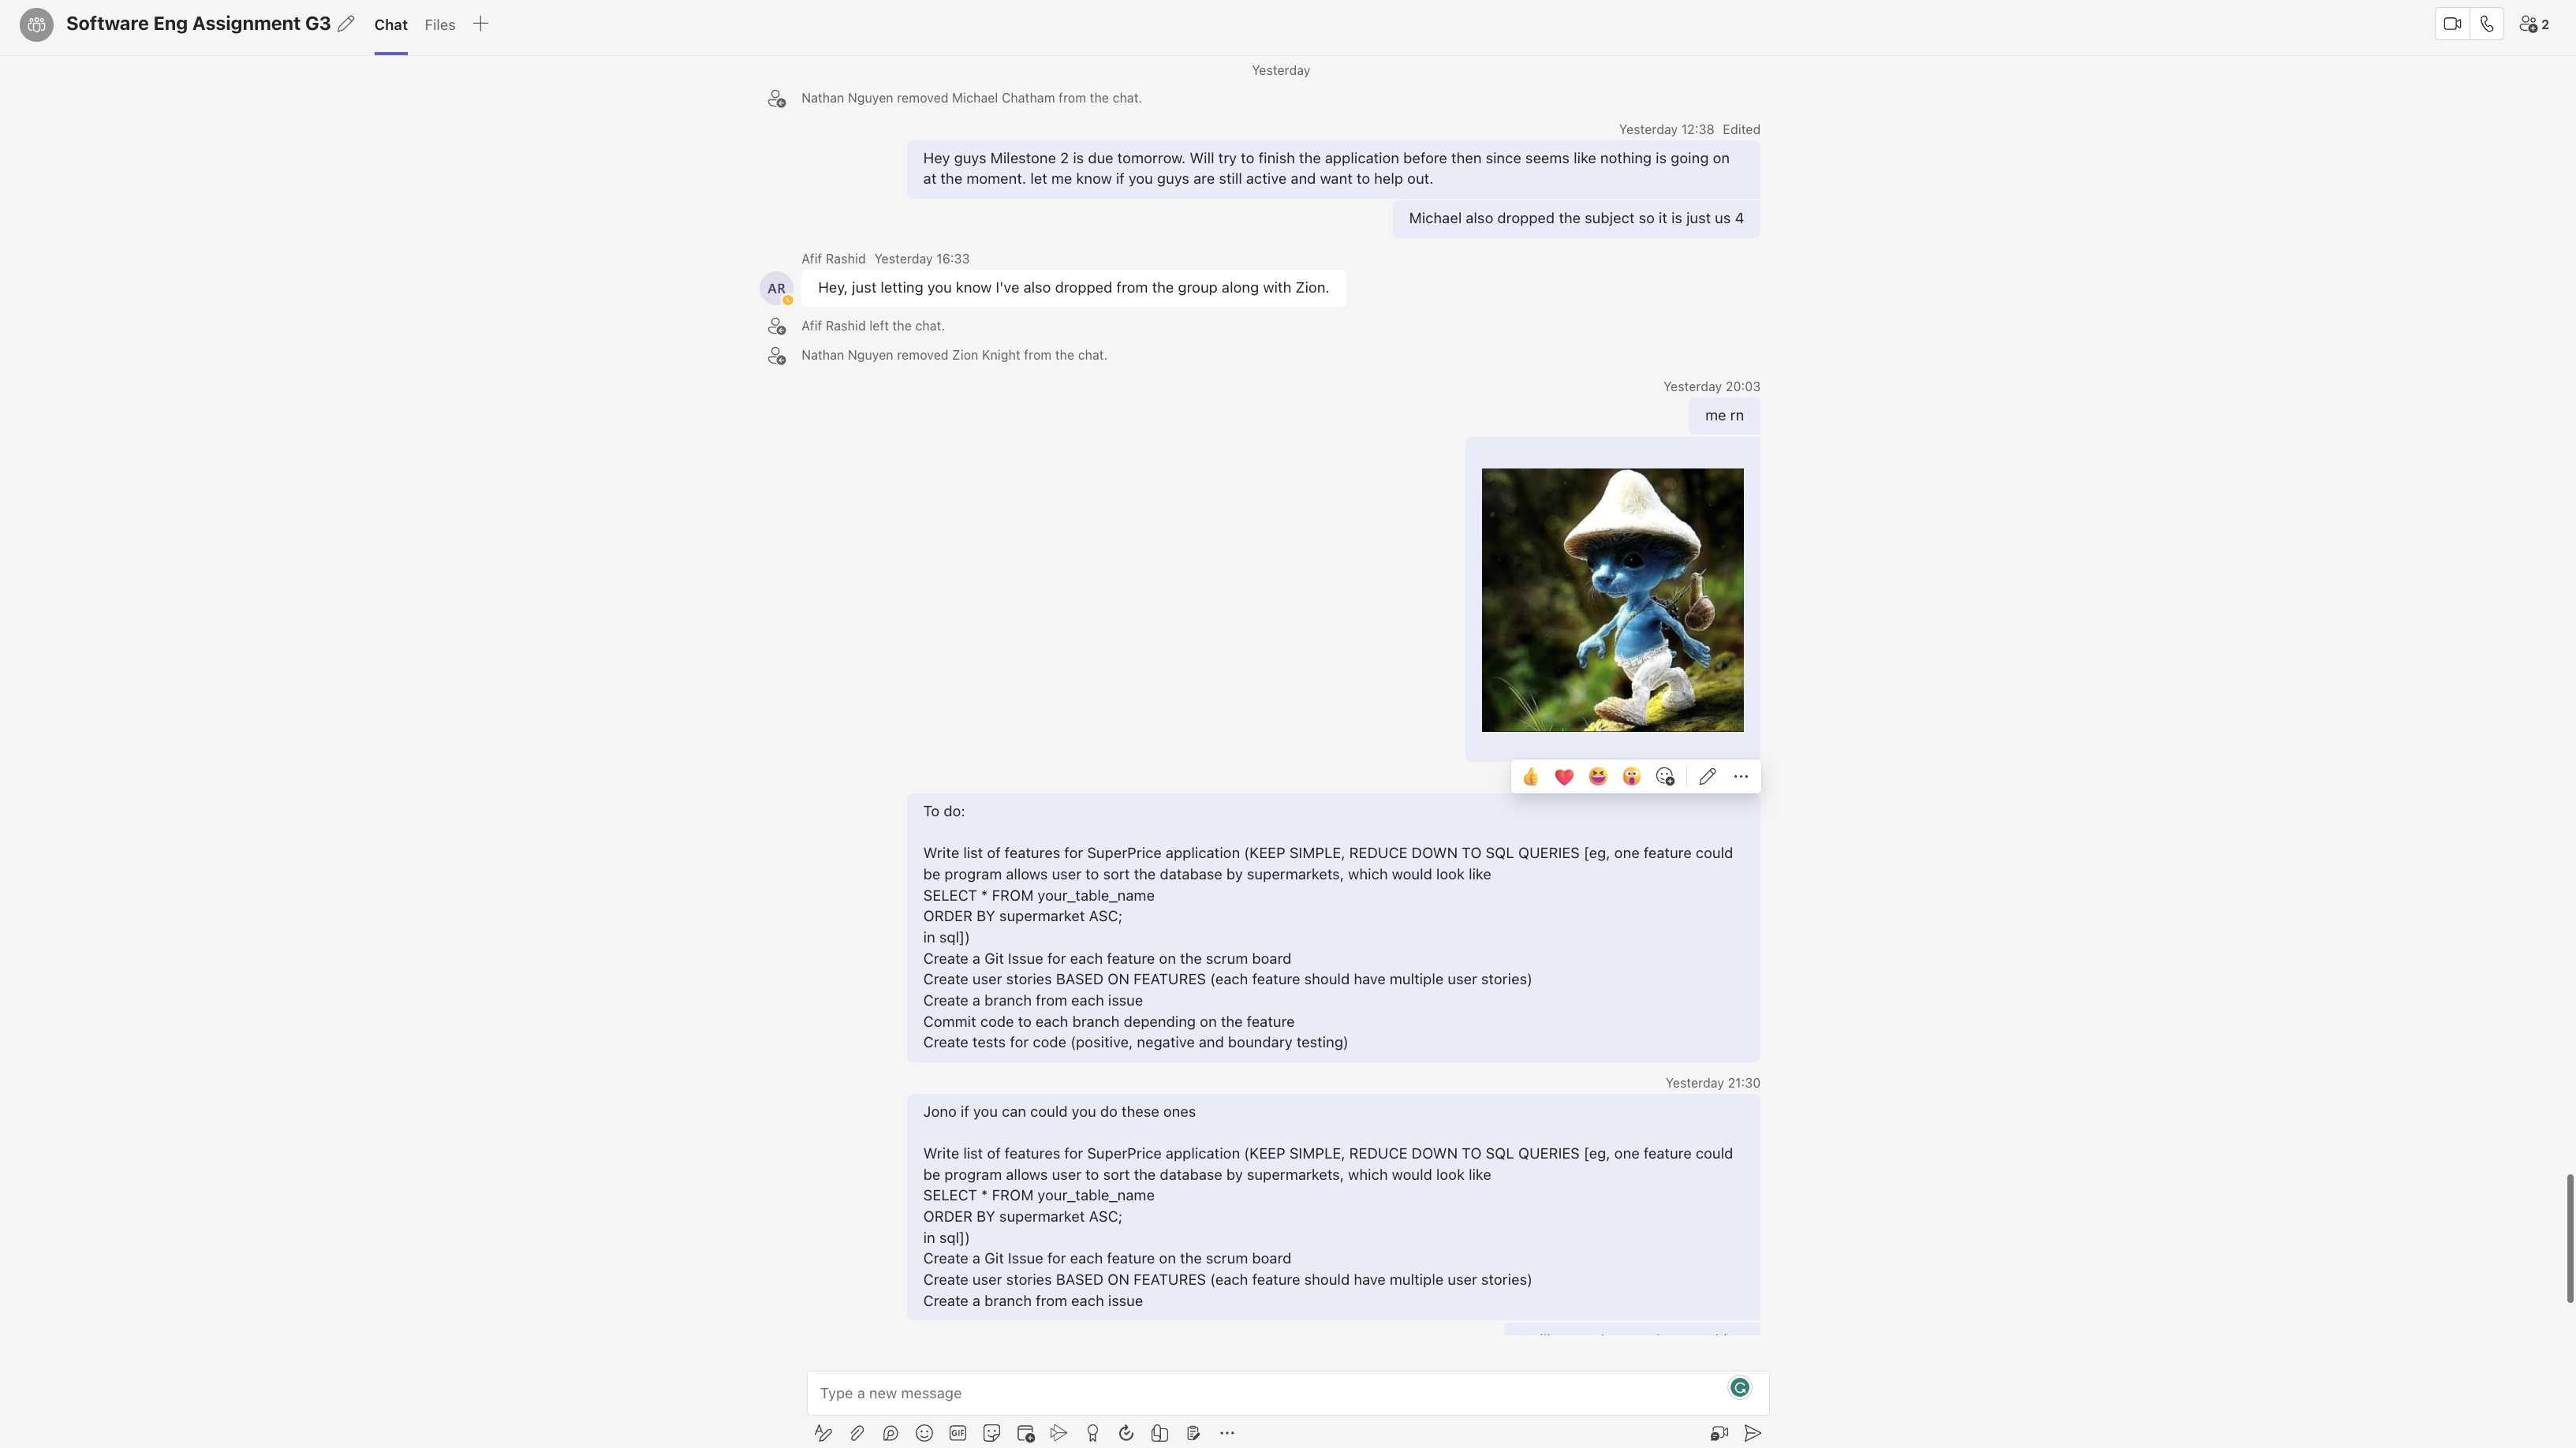 Software Eng Assignment G3
Chat
Files
2
Yesterday
Nathan Nguyen removed Michael Chatham from the chat.
Yesterday 12:38 Edited
Hey guys Milestone 2 is due tomorrow. Will try to finish the application before then since seems like nothing is going on
at the moment. let me know if you guys are still active and want to help out.
Michael also dropped the subject so it is just us 4
Afif Rashid Yesterday 16:33
AR
Hey, just letting you know I've also dropped from the group along with Zion.
Afif Rashid left the chat.
Nathan Nguyen removed Zion Knight from the chat.
Yesterday 20:03
me rn
To do:
Write list of features for SuperPrice application (KEEP SIMPLE, REDUCE DOWN TO SQL QUERIES [eg, one feature could
be program allows user to sort the database by supermarkets, which would look like
SELECT * FROM your_table_name
ORDER BY supermarket ASC;
in sql])
Create a Git Issue for each feature on the scrum board
Create user stories BASED ON FEATURES (each feature should have multiple user stories)
Create a branch from each issue
Commit code to each branch depending on the feature
Create tests for code (positive, negative and boundary testing)
Yesterday 21:30
Jono if you can could you do these ones
Write list of features for SuperPrice application (KEEP SIMPLE, REDUCE DOWN TO SQL QUERIES [eg, one feature could
be program allows user to sort the database by supermarkets, which would look like
SELECT * FROM your_table_name
ORDER BY supermarket ASC;
in sql])
Create a Git Issue for each feature on the scrum board
Create user stories BASED ON FEATURES (each feature should have multiple user stories)
Create a branch from each issue
Type a new message
GIF